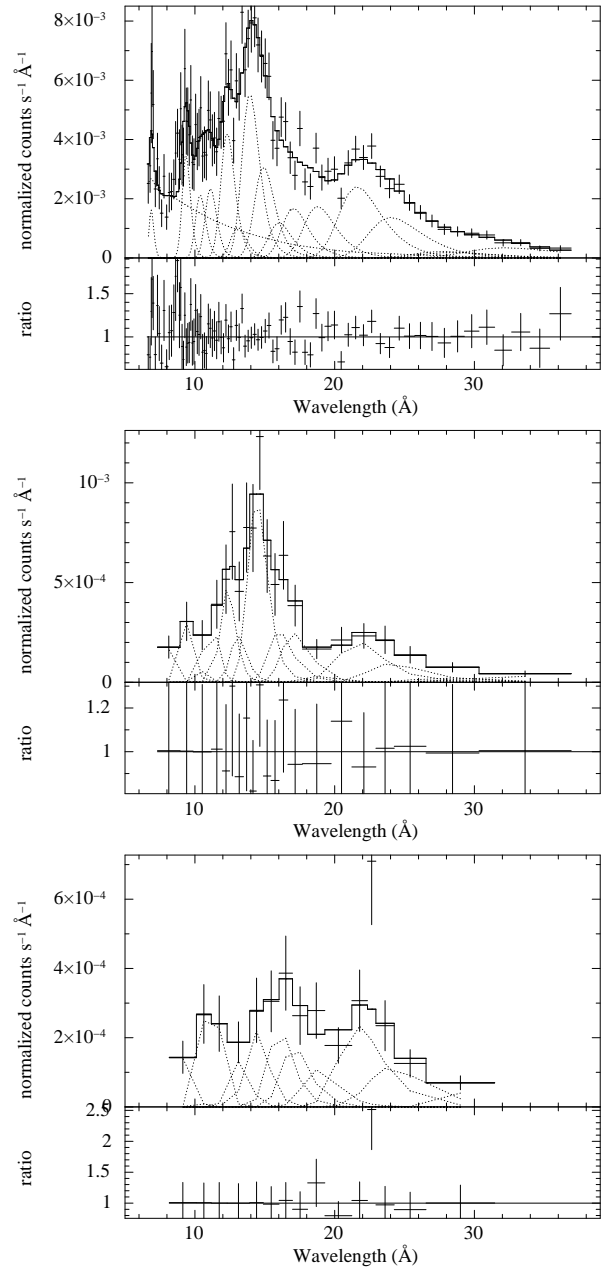 8×10⁻³
6×10⁻³
4×10⁻³
2×10⁻³
0
normalized counts s⁻¹ Å⁻¹
1.5
1
ratio
10 20 30
Wavelength (Å)
10⁻³
5×10⁻⁴
0
normalized counts s⁻¹ Å⁻¹
1.2
1
ratio
10 20 30
Wavelength (Å)
6×10⁻⁴
4×10⁻⁴
2×10⁻⁴
0
normalized counts s⁻¹ Å⁻¹
2.5
2
1.5
1
ratio
10 20 30
Wavelength (Å)